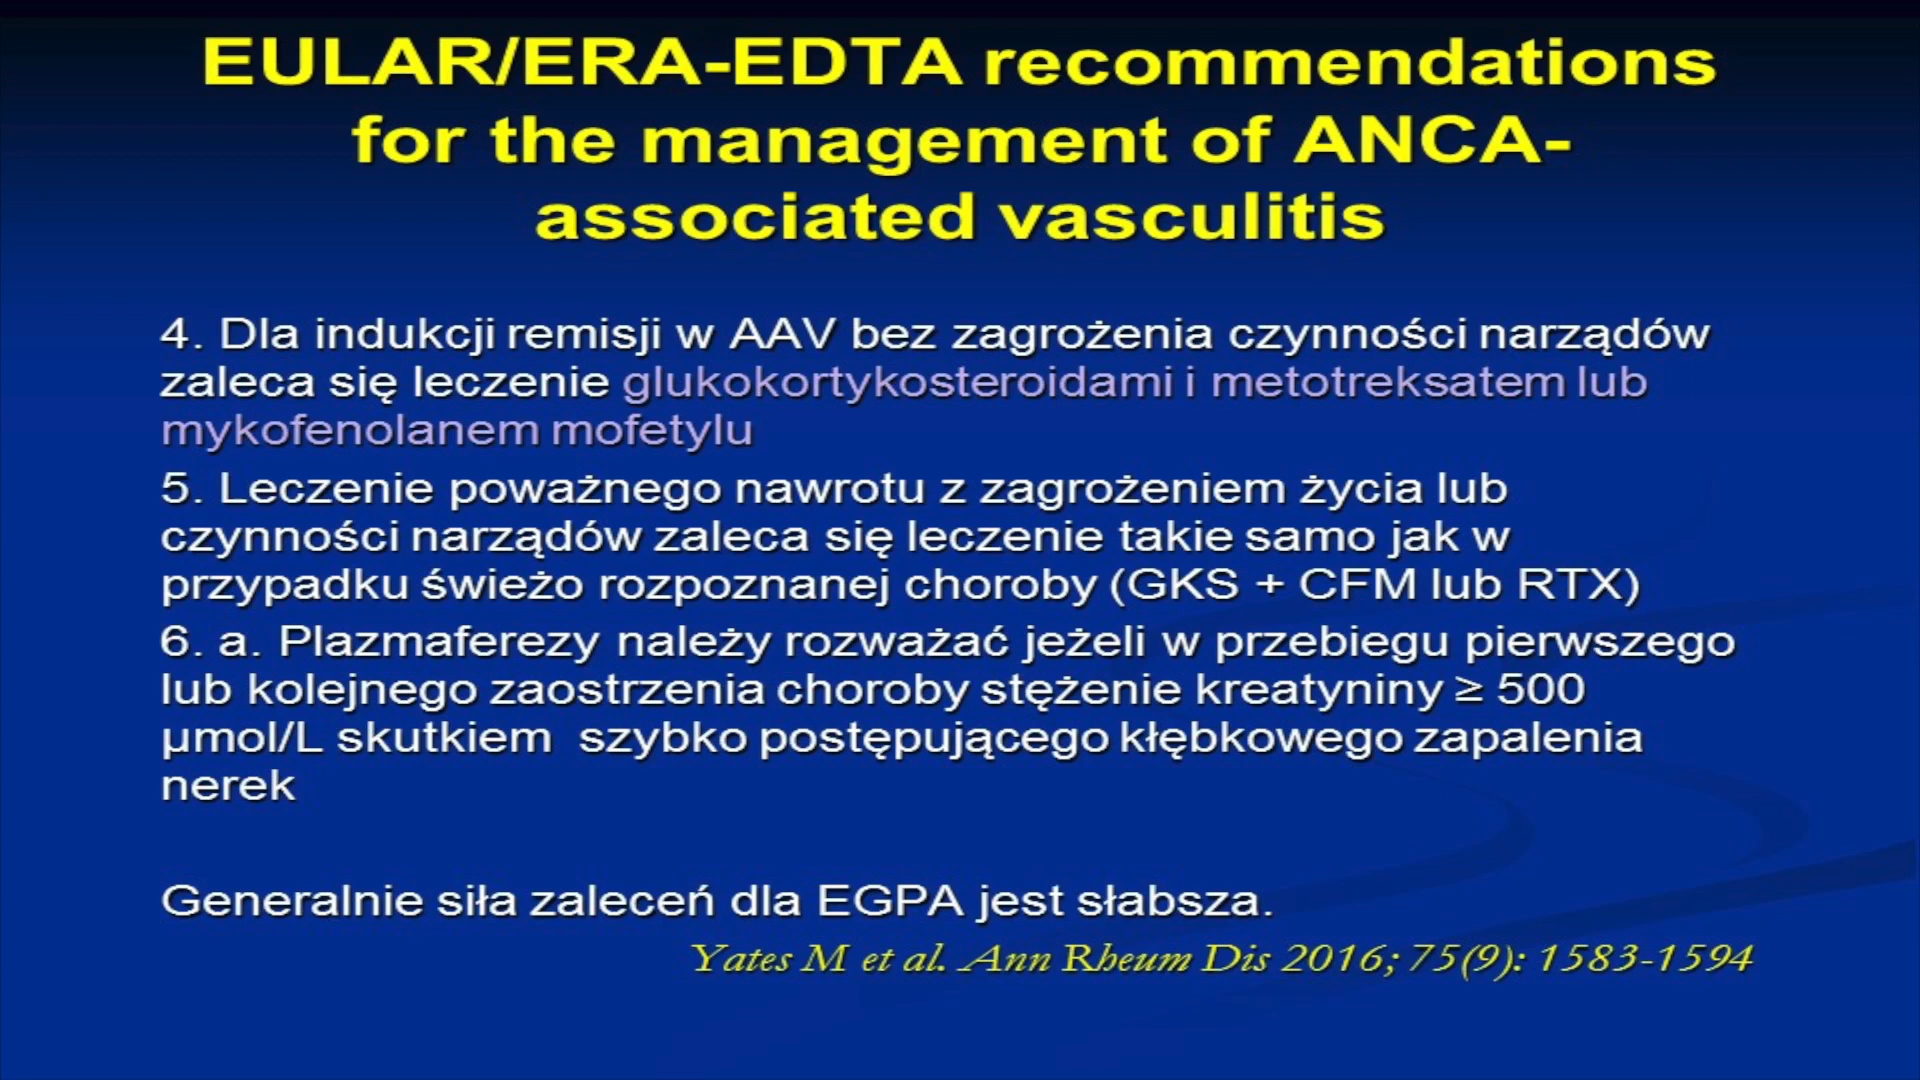 EULAR/ERA-EDTA recommendations
for the management of ANCA-
associated vasculitis
4. Dla indukcji remisji w AAV bez zagrożenia czynności narządów
zaleca się leczenie glukokortykosteroidami i metotreksatem lub
mykofenolanem mofetylu
5. Leczenie poważnego nawrotu z zagrożeniem życia lub
czynności narządów zaleca się leczenie takie samo jak w
przypadku świeżo rozpoznanej choroby (GKS + CFM lub RTX)
6. a. Plazmaferezy należy rozważać jeżeli w przebiegu pierwszego
lub kolejnego zaostrzenia choroby stężenie kreatyniny ≥ 500
µmol/L skutkiem  szybko postępującego kłębkowego zapalenia
nerek
Generalnie siła zaleceń dla EGPA jest słabsza.
Yates M et al. Ann Rheum Dis 2016; 75(9): 1583-1594